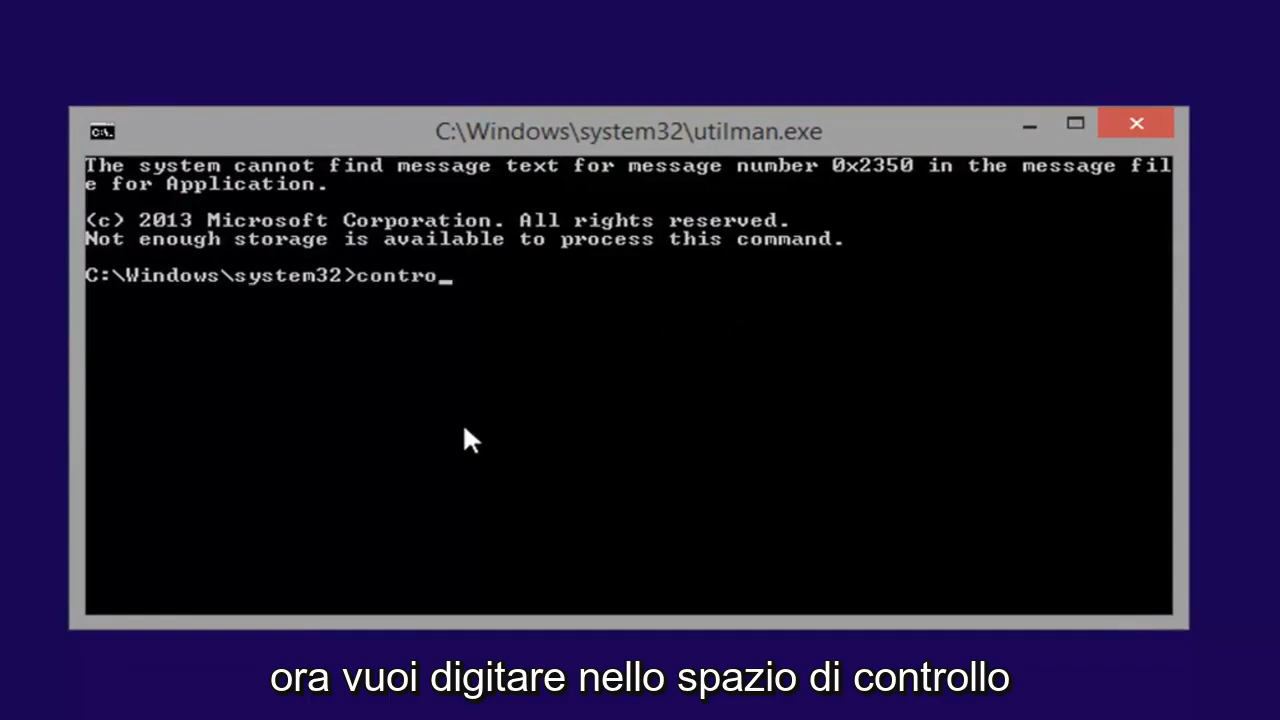 C:\Windows\system32\utilman.exe
The system cannot find message text for message number 0x2350 in the message fil
e for Application.
(c) 2013 Microsoft Corporation. All rights reserved.
Not enough storage is available to process this command.
C:\Windows\system32>contro_
ora vuoi digitare nello spazio di controllo